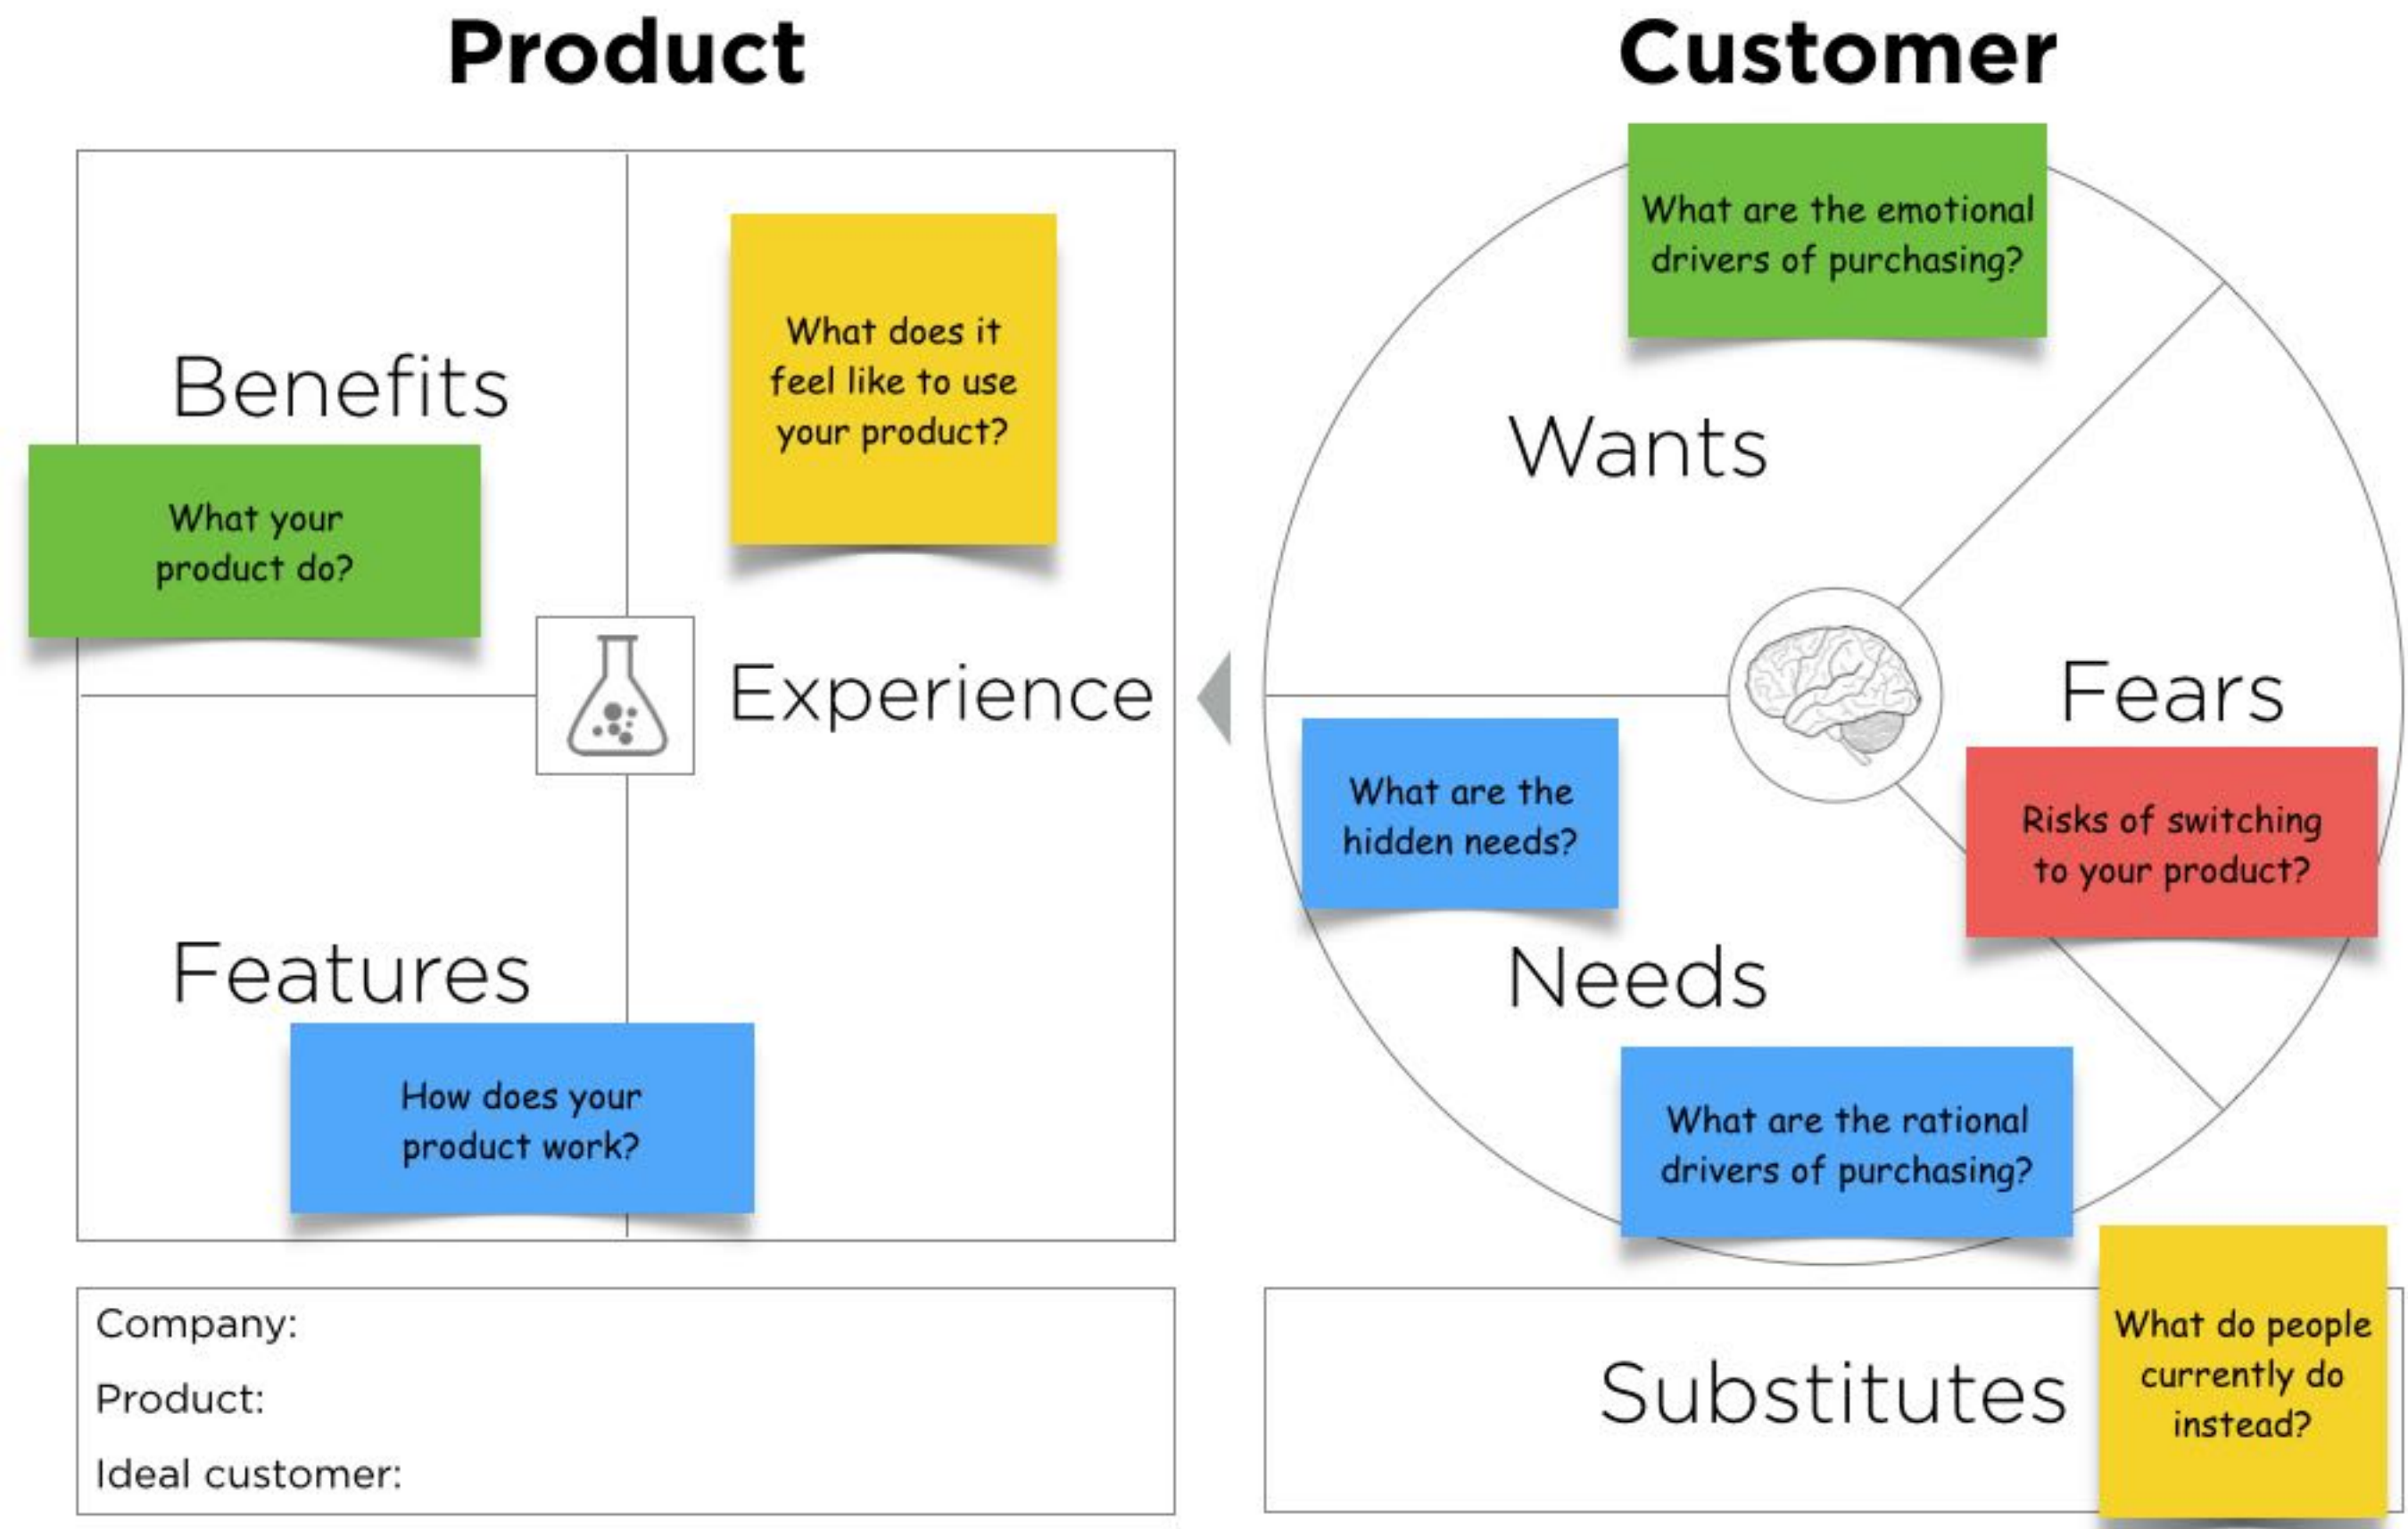 Product
Benefits
What your
product do?
What does it
feel like to use
your product?
Experience
Features
How does your
product work?
Company:
Product:
Ideal customer:
Customer
What are the emotional
drivers of purchasing?
Wants
Fears
Risks of switching
to your product?
What are the
hidden needs?
Needs
What are the rational
drivers of purchasing?
Substitutes
What do people
currently do
instead?